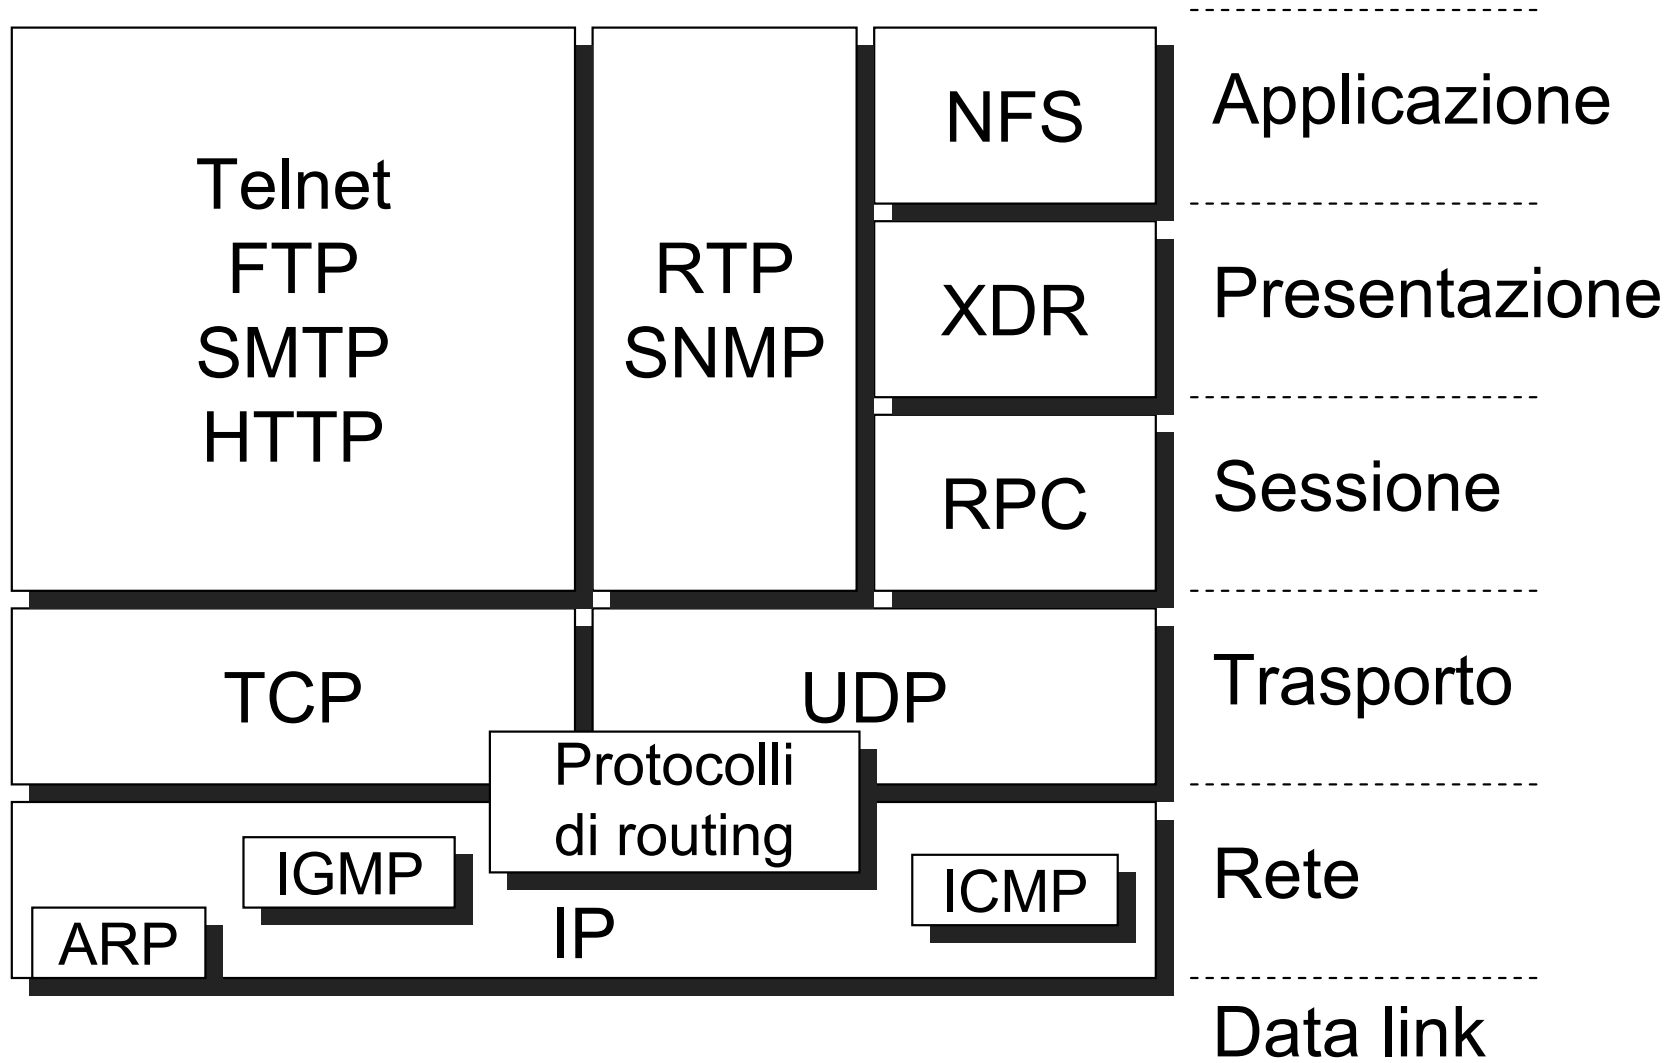 Telnet
FTP
SMTP
HTTP
RTP
SNMP
NFS
XDR
RPC
TCP
UDP
Protocolli
di routing
IGMP
ICMP
ARP
IP
Applicazione
Presentazione
Sessione
Trasporto
Rete
Data link